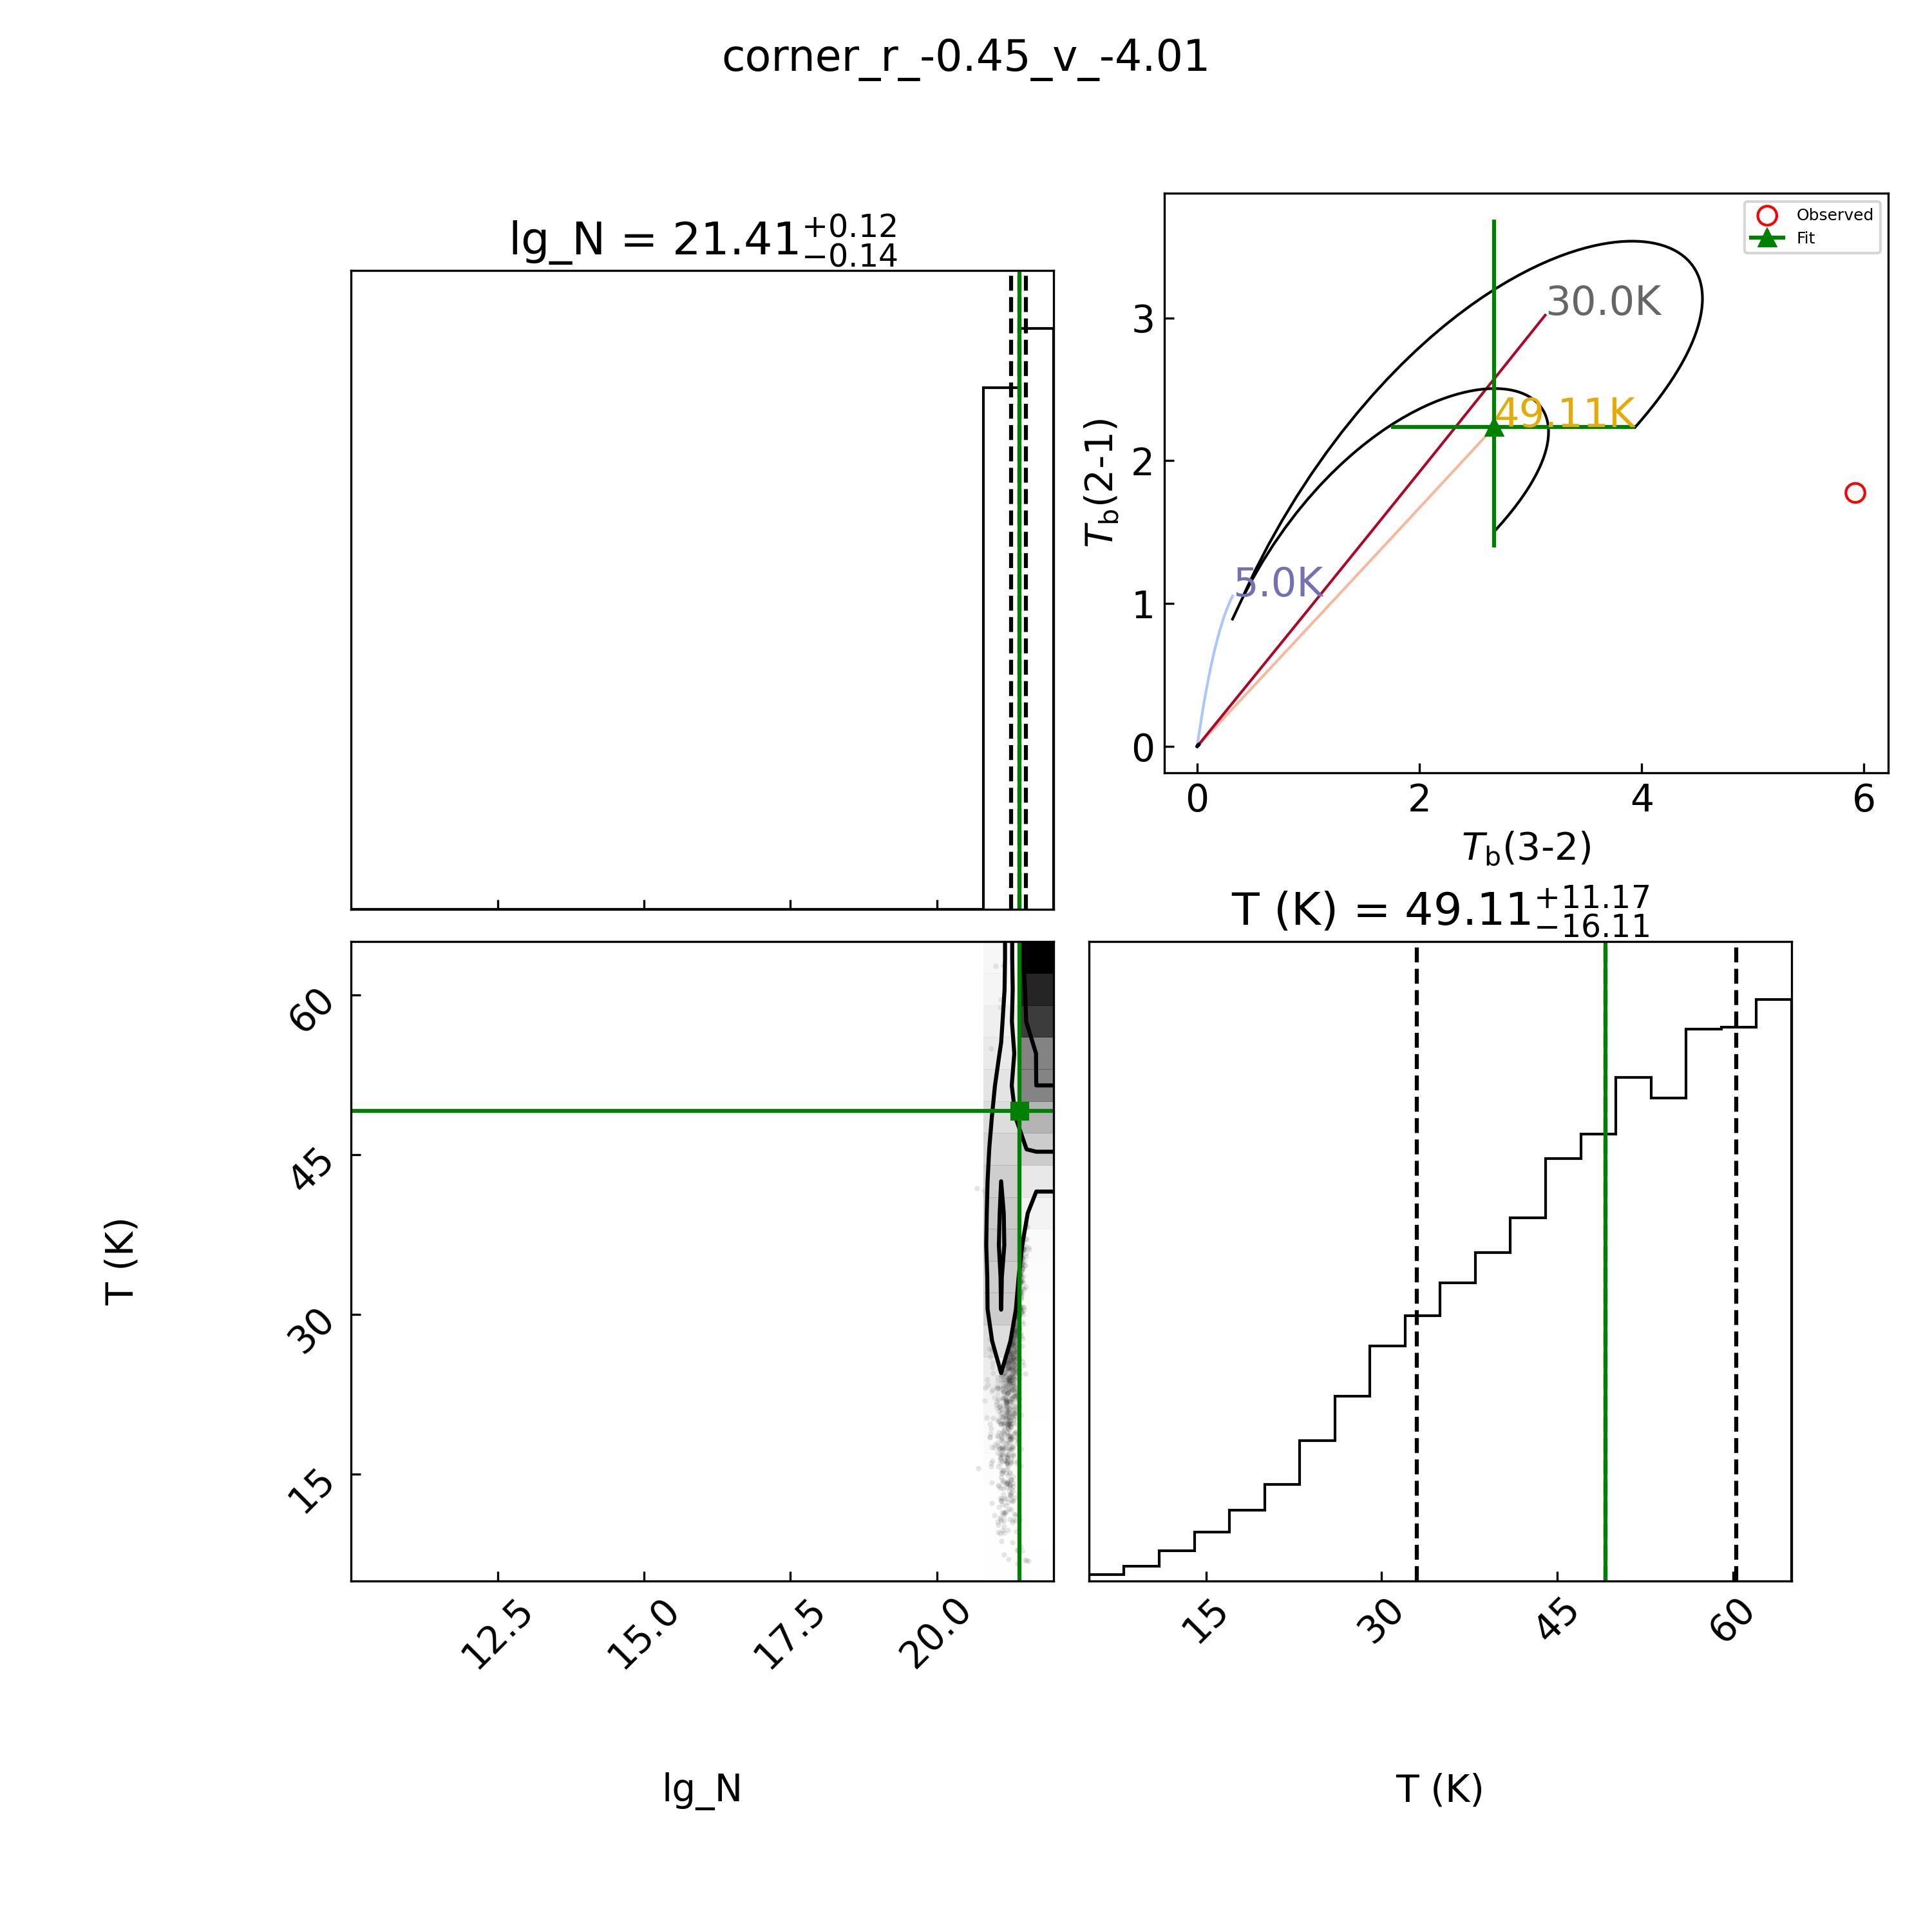 corner_r_-0.45_v_-4.01
lg_N = 21.41 +0.12 −0.14
Observed
Fit
30.0K
49.11K
5.0K
3
2
1
0
T_b(2-1)
0 2 4 6
T_b(3-2)
T (K) = 49.11 +11.17 −16.11
60
45
30
15
T (K)
12.5 15.0 17.5 20.0
15 30 45 60
lg_N
T (K)